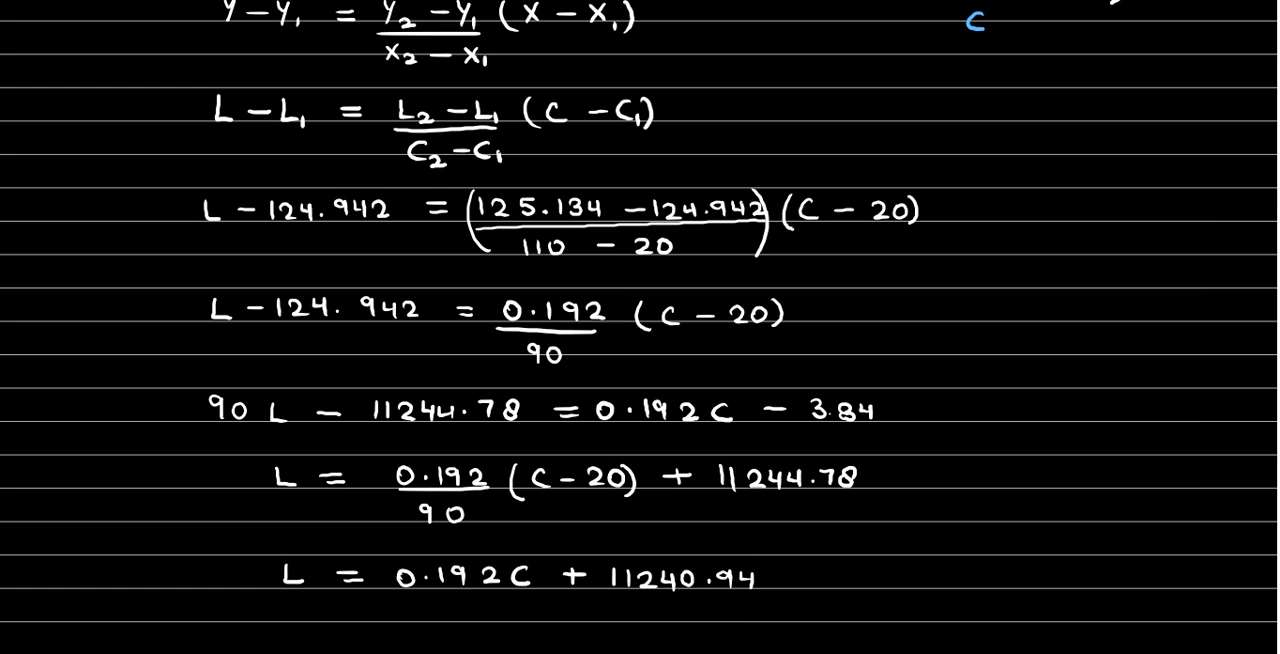 Y - Y₁ = Y₂ - Y₁ / X₂ - X₁ (X - X₁)
C
L - L₁ = L₂ - L₁ / C₂ - C₁ (C - C₁)
L - 124.942 = (125.134 - 124.942 / 110 - 20) (C - 20)
L - 124.942 = 0.192 / 90 (C - 20)
90 L - 11244.78 = 0.192 C - 3.84
L = 0.192 / 90 (C - 20) + 11244.78
L = 0.192 C + 11240.94